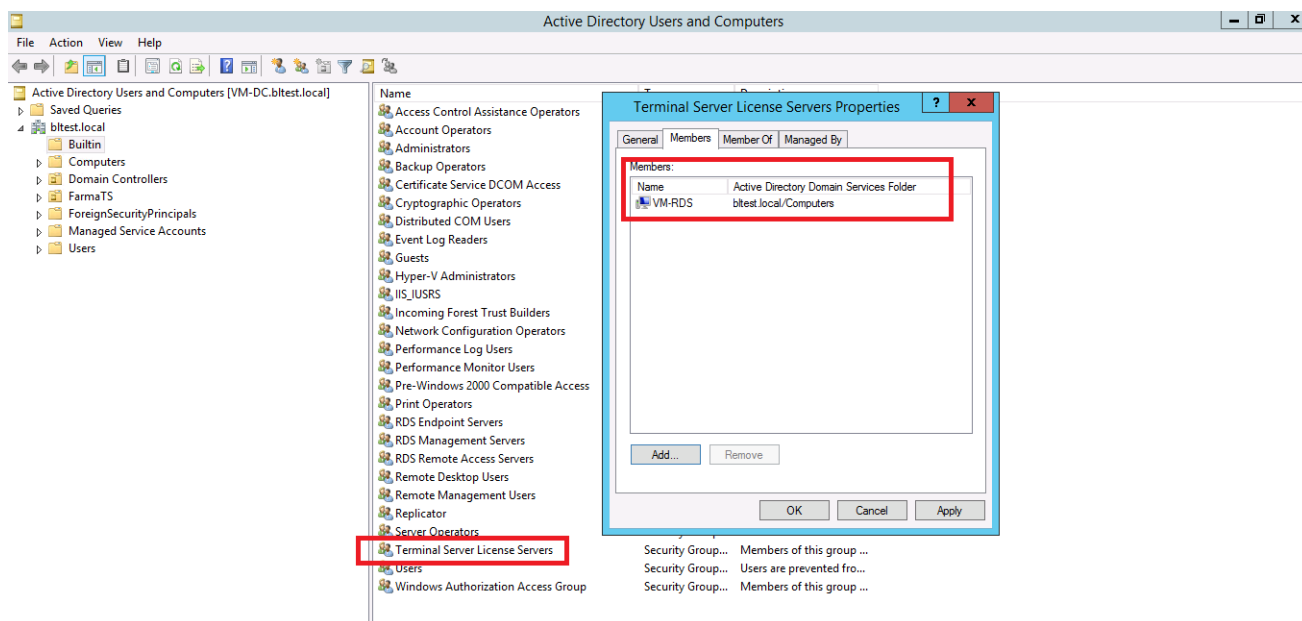 Active Directory Users and Computers
File Action View Help
Active Directory Users and Computers [VM-DC.bltest.local]
Saved Queries
bltest.local
Builtin
Computers
Domain Controllers
FarmaTS
ForeignSecurityPrincipals
Managed Service Accounts
Users
Name
Access Control Assistance Operators
Account Operators
Administrators
Backup Operators
Certificate Service DCOM Access
Cryptographic Operators
Distributed COM Users
Event Log Readers
Guests
Hyper-V Administrators
IIS_IUSRS
Incoming Forest Trust Builders
Network Configuration Operators
Performance Log Users
Performance Monitor Users
Pre-Windows 2000 Compatible Access
Print Operators
RDS Endpoint Servers
RDS Management Servers
RDS Remote Access Servers
Remote Desktop Users
Remote Management Users
Replicator
Server Operators
Terminal Server License Servers Security Group... Members of this group ...
Users Security Group... Users are prevented fro...
Windows Authorization Access Group Security Group... Members of this group ...
Terminal Server License Servers Properties ? x
General Members Member Of Managed By
Members:
Name Active Directory Domain Services Folder
VM-RDS bltest.local/Computers
Add... Remove
OK Cancel Apply